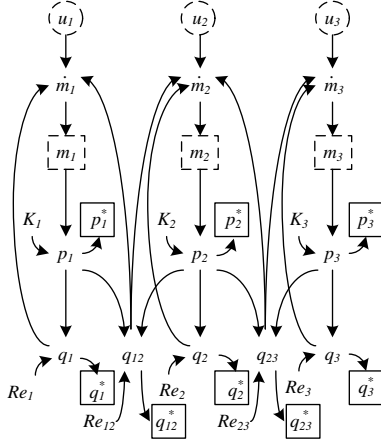 u1 u2 u3
ṁ1 ṁ2 ṁ3
m1 m2 m3
K1 p1* K2 p2* K3 p3*
p1 p2 p3
q1 q12 q2 q23 q3
Re1 q1* Re2 q2* Re3 q3*
Re12 q12* Re23 q23*